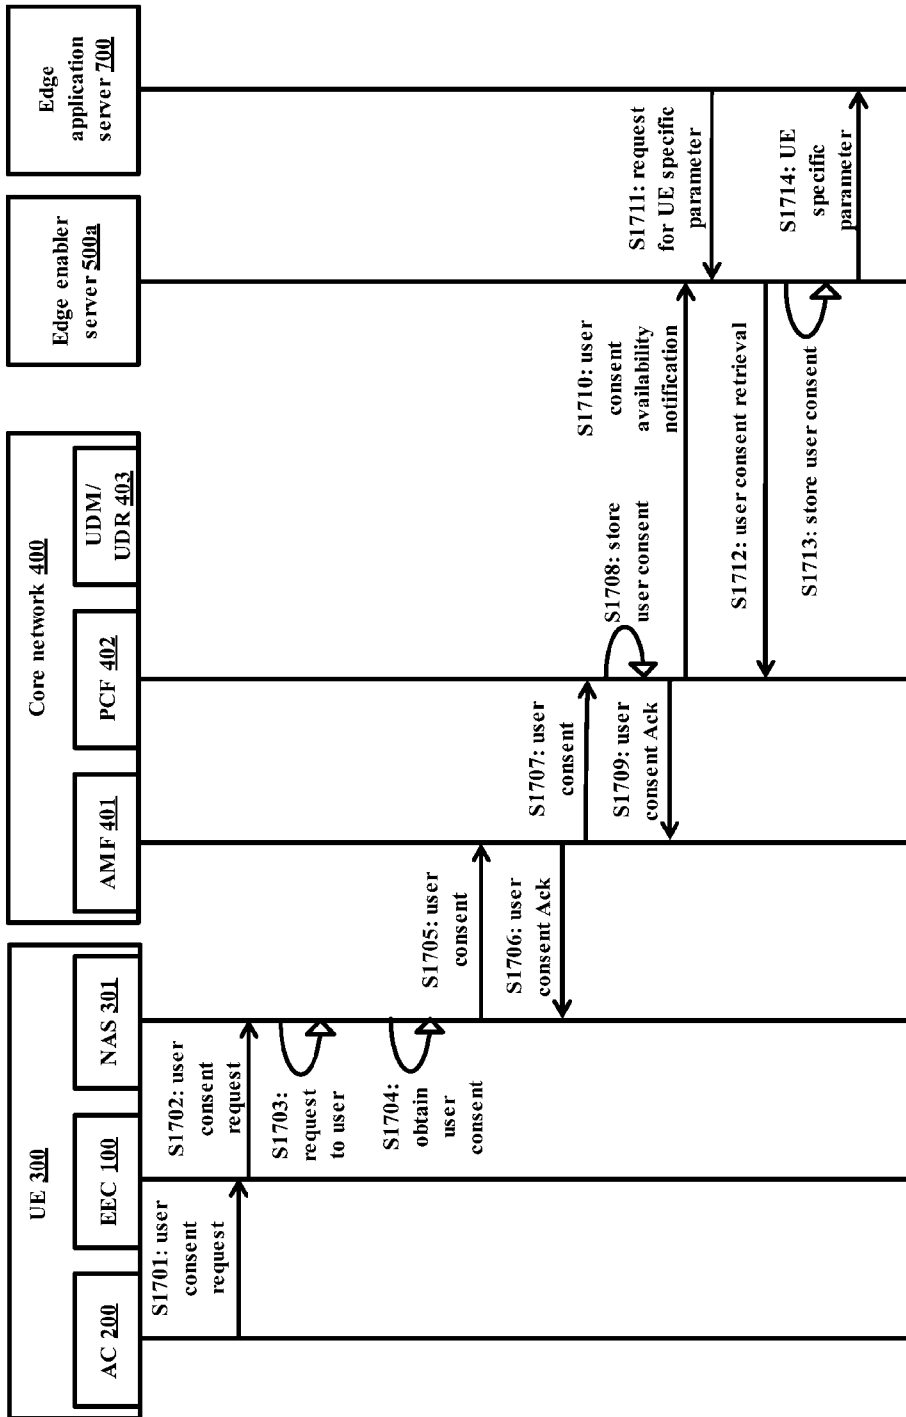 UE 300
AC 200
EEC 100
NAS 301
Core network 400
AMF 401
PCF 402
UDM/
UDR 403
Edge enabler
server 500a
Edge
application
server 700
S1701: user
consent
request
S1702: user
consent
request
S1703:
request
to user
S1704:
obtain
user
consent
S1705: user
consent
S1706: user
consent Ack
S1707: user
consent
S1708: store
user consent
S1709: user
consent Ack
S1710: user
consent
availability
notification
S1711: request
for UE specific
parameter
S1712: user consent retrieval
S1713: store user consent
S1714: UE
specific
parameter